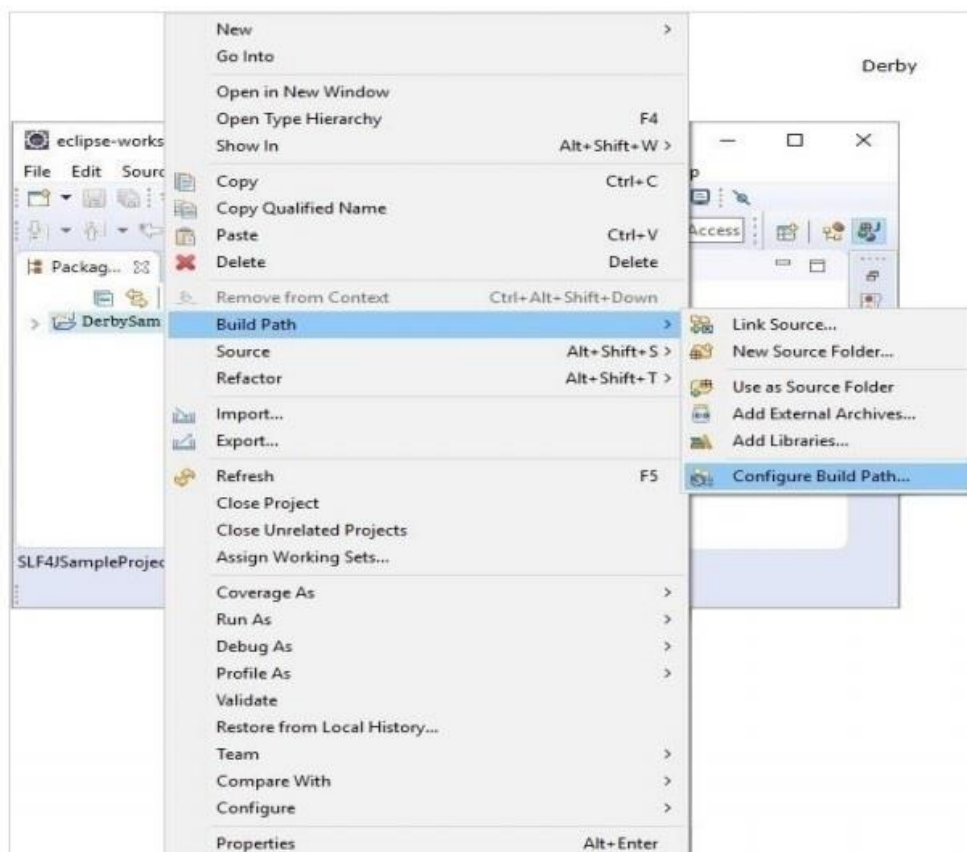 Derby
eclipse-works
File Edit Sourc
p
Access
Packag...
DerbySam
SLF4JSampleProjec
New
Go Into
Open in New Window
Open Type Hierarchy F4
Show In Alt+Shift+W >
Copy Ctrl+C
Copy Qualified Name
Paste Ctrl+V
Delete Delete
Remove from Context Ctrl+Alt+Shift+Down
Build Path
Source Alt+Shift+S >
Refactor Alt+Shift+T >
Import...
Export...
Refresh F5
Close Project
Close Unrelated Projects
Assign Working Sets...
Coverage As
Run As
Debug As
Profile As
Validate
Restore from Local History...
Team
Compare With
Configure
Properties Alt+Enter
Link Source...
New Source Folder...
Use as Source Folder
Add External Archives...
Add Libraries...
Configure Build Path...